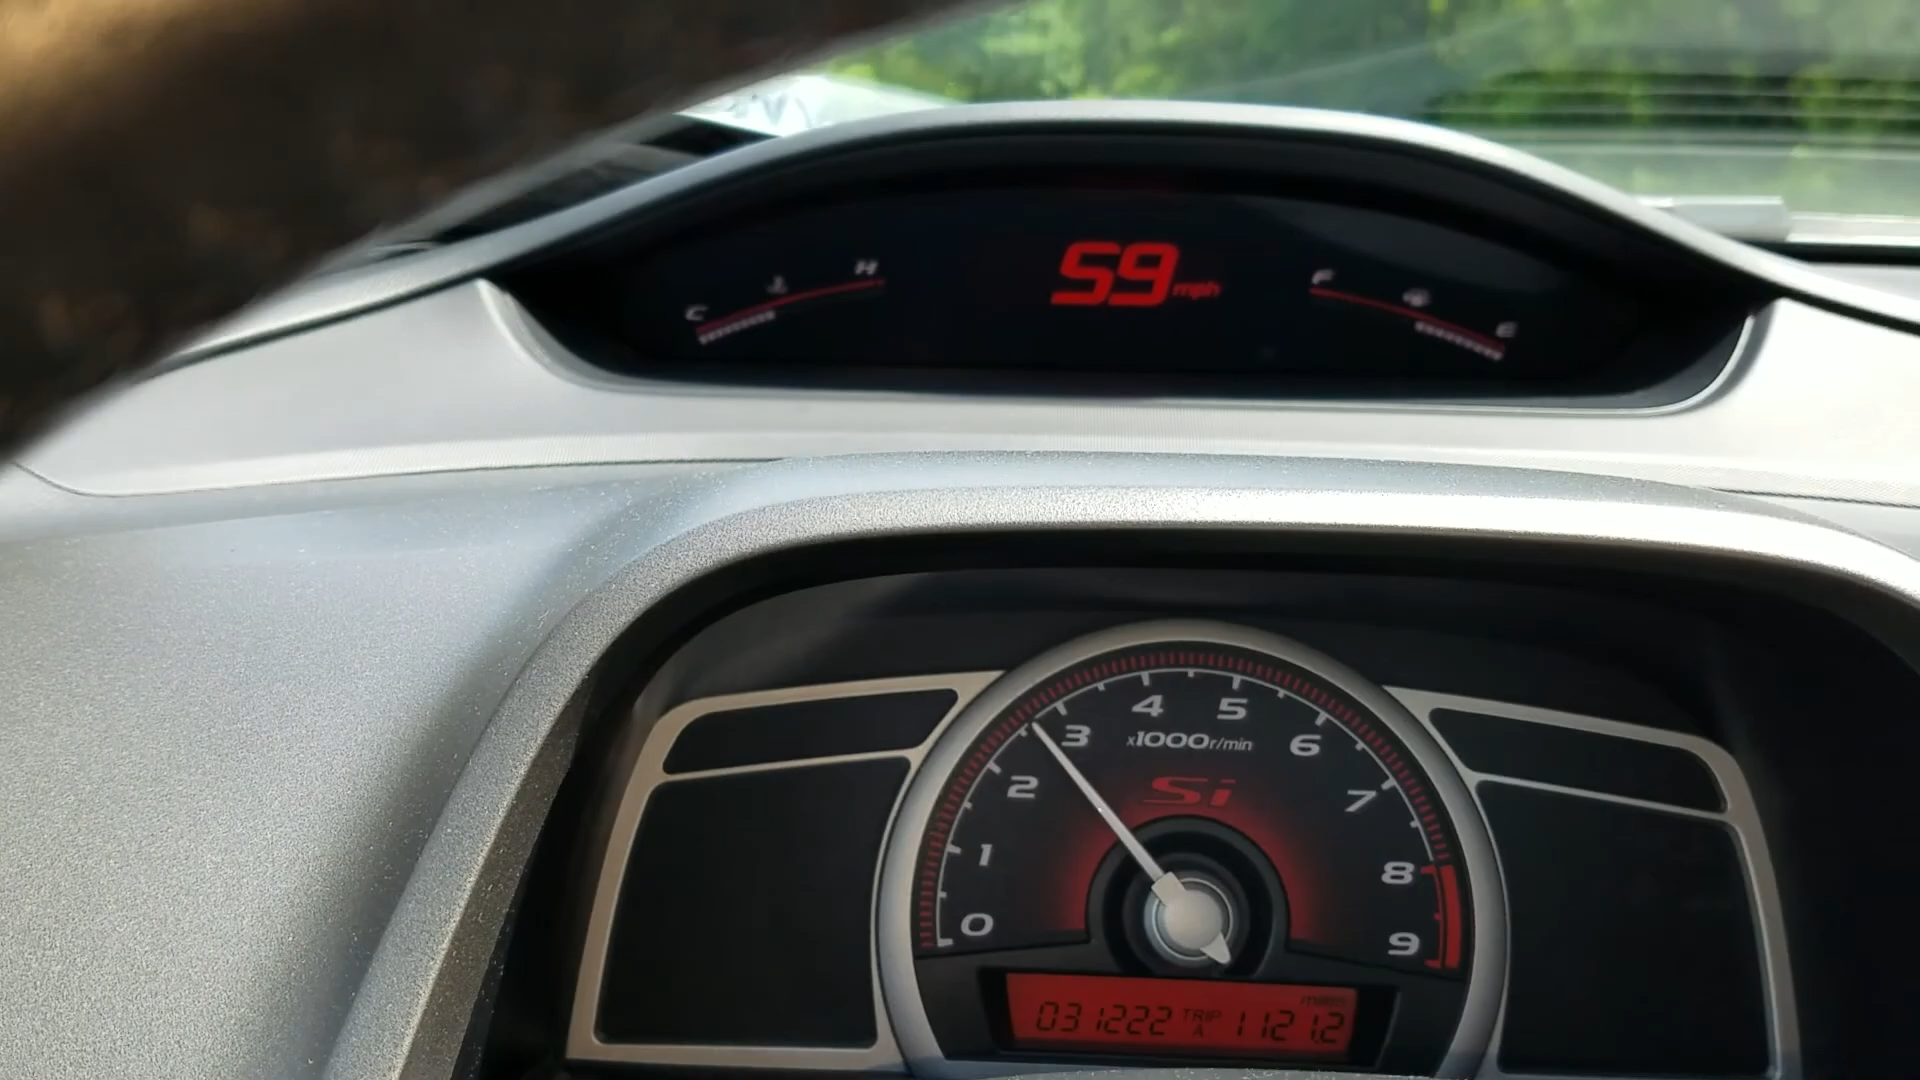 C H 59 mph F E
4 5
3 x1000r/min 6
2 Si 7
1 8
0 9
miles
031222 TRIP A 1121.2